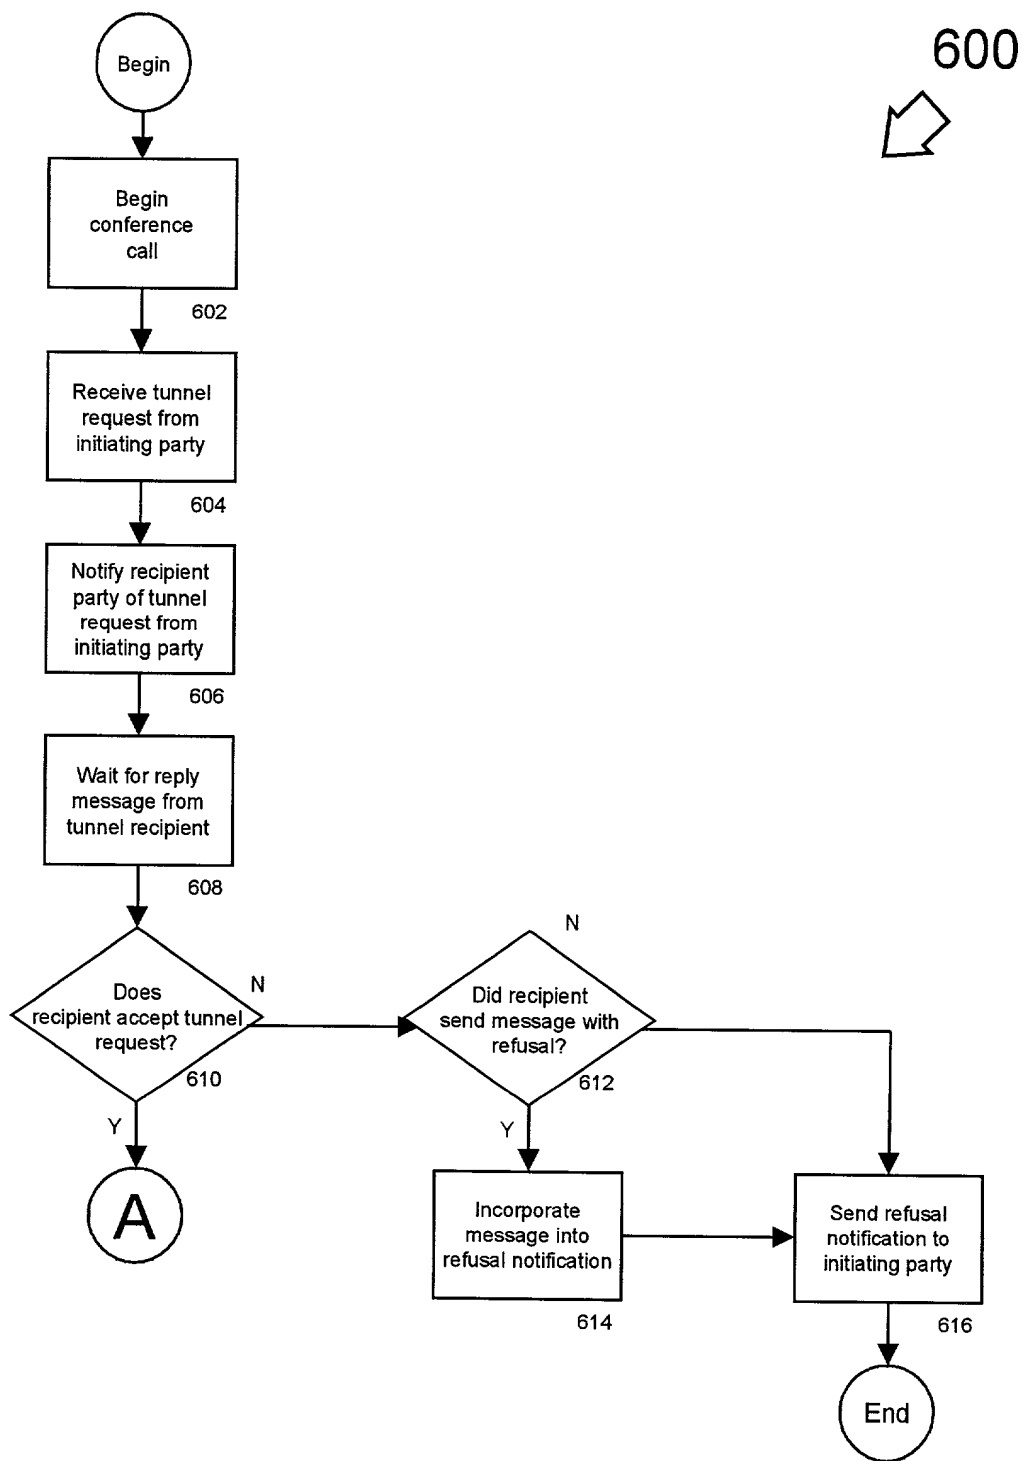 600
Begin
Begin
conference
call
602
Receive tunnel
request from
initiating party
604
Notify recipient
party of tunnel
request from
initiating party
606
Wait for reply
message from
tunnel recipient
608
Does
recipient accept tunnel
request?
N
610
Y
A
N
Did recipient
send message with
refusal?
612
Y
Incorporate
message into
refusal notification
614
Send refusal
notification to
initiating party
616
End